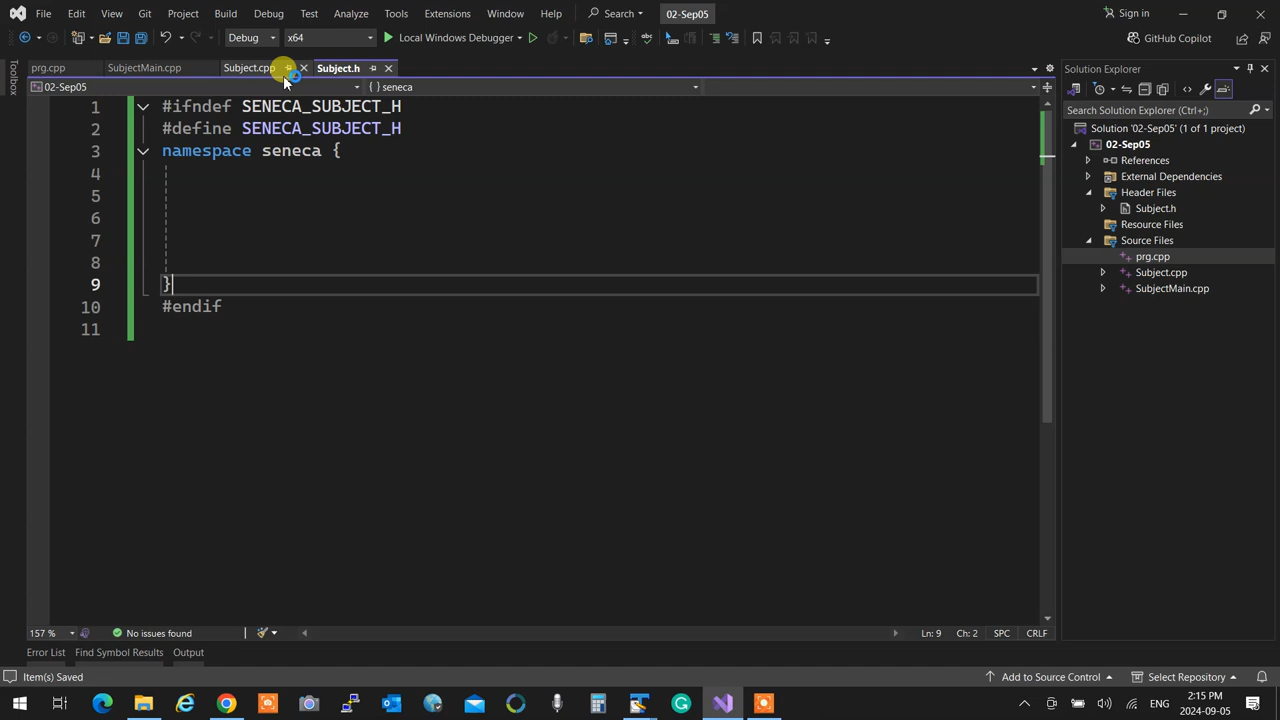 File Edit View Git Project Build Debug Test Analyze Tools Extensions Window Help Search 02-Sep05 Sign in
Debug x64 Local Windows Debugger GitHub Copilot
prg.cpp SubjectMain.cpp Subject.cpp Subject.h
02-Sep05 { } seneca
Toolbox
1 #ifndef SENECA_SUBJECT_H
2 #define SENECA_SUBJECT_H
3 namespace seneca {
4
5
6
7
8
9 }
10 #endif
11
Solution Explorer
Search Solution Explorer (Ctrl+;)
Solution '02-Sep05' (1 of 1 project)
02-Sep05
References
External Dependencies
Header Files
Subject.h
Resource Files
Source Files
prg.cpp
Subject.cpp
SubjectMain.cpp
157 % No issues found Ln: 9 Ch: 2 SPC CRLF
Error List Find Symbol Results Output
Item(s) Saved Add to Source Control Select Repository
ENG 2:15 PM
2024-09-05